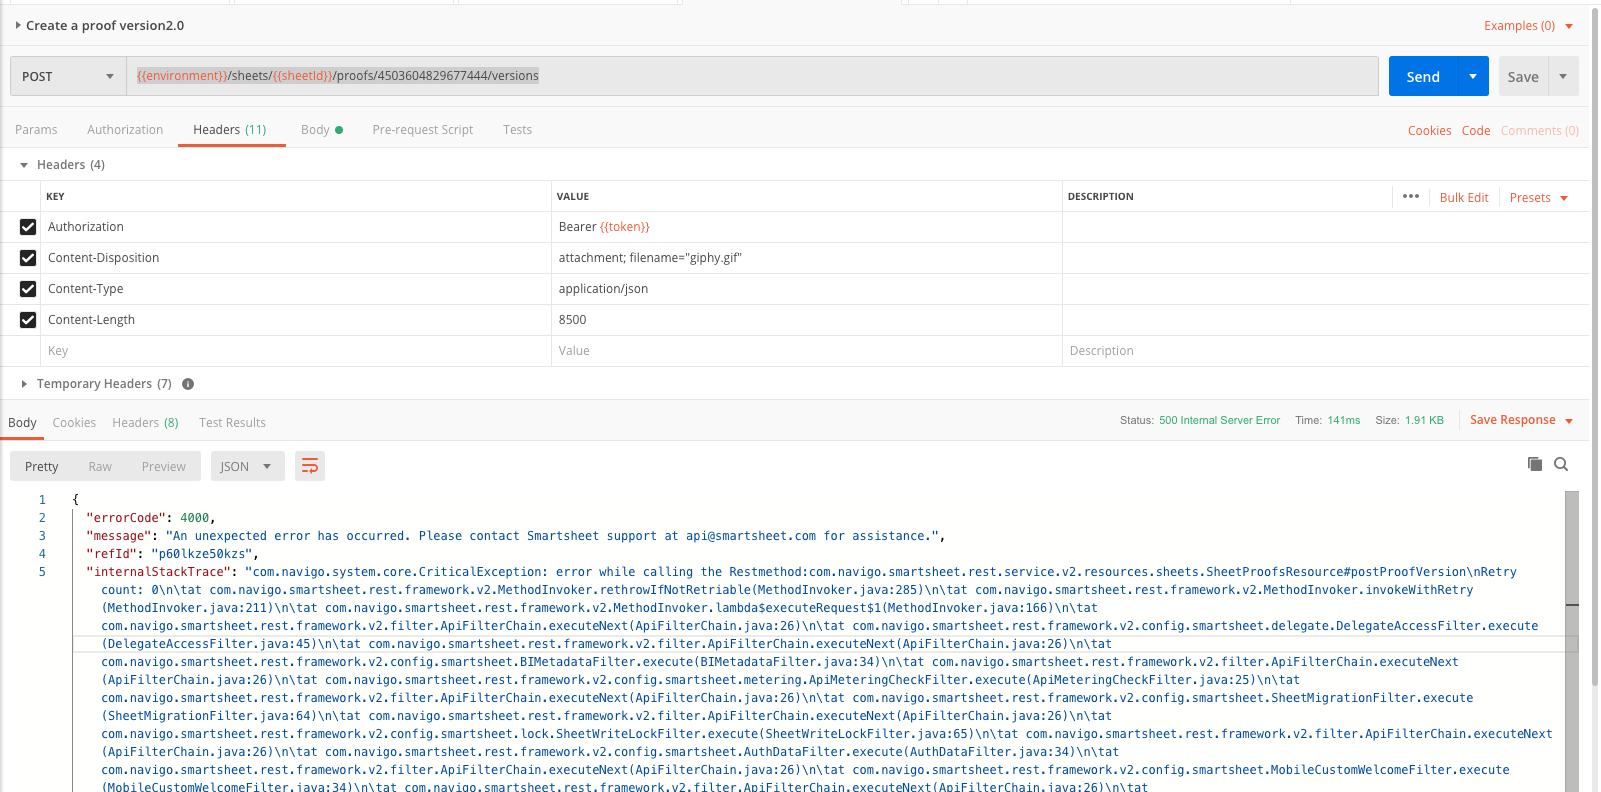 Create a proof version2.0
Examples (0)
POST
{{environment}}/sheets/{{sheetId}}/proofs/4503604829677444/versions
Send
Save
Params
Authorization
Headers (11)
Body
Pre-request Script
Tests
Cookies
Code
Comments (0)
Headers (4)
KEY
VALUE
DESCRIPTION
•••
Bulk Edit
Presets
Authorization
Bearer {{token}}
Content-Disposition
attachment; filename="giphy.gif"
Content-Type
application/json
Content-Length
8500
Key
Value
Description
Temporary Headers (7)
Body
Cookies
Headers (8)
Test Results
Status: 500 Internal Server Error
Time: 141ms
Size: 1.91 KB
Save Response
Pretty
Raw
Preview
JSON
1 {
2 "errorCode": 4000,
3 "message": "An unexpected error has occurred. Please contact Smartsheet support at api@smartsheet.com for assistance.",
4 "refId": "p60lkze50kzs",
5 "internalStackTrace": "com.navigo.system.core.CriticalException: error while calling the Restmethod:com.navigo.smartsheet.rest.service.v2.resources.sheets.SheetProofsResource#postProofVersion\nRetry
count: 0\n\tat com.navigo.smartsheet.rest.framework.v2.MethodInvoker.rethrowIfNotRetriable(MethodInvoker.java:285)\n\tat com.navigo.smartsheet.rest.framework.v2.MethodInvoker.invokeWithRetry
(MethodInvoker.java:211)\n\tat com.navigo.smartsheet.rest.framework.v2.MethodInvoker.lambda$executeRequest$1(MethodInvoker.java:166)\n\tat
com.navigo.smartsheet.rest.framework.v2.filter.ApiFilterChain.executeNext(ApiFilterChain.java:26)\n\tat com.navigo.smartsheet.rest.framework.v2.config.smartsheet.delegate.DelegateAccessFilter.execute
(DelegateAccessFilter.java:45)\n\tat com.navigo.smartsheet.rest.framework.v2.filter.ApiFilterChain.executeNext(ApiFilterChain.java:26)\n\tat
com.navigo.smartsheet.rest.framework.v2.config.smartsheet.BIMetadataFilter.execute(BIMetadataFilter.java:34)\n\tat com.navigo.smartsheet.rest.framework.v2.filter.ApiFilterChain.executeNext
(ApiFilterChain.java:26)\n\tat com.navigo.smartsheet.rest.framework.v2.config.smartsheet.metering.ApiMeteringCheckFilter.execute(ApiMeteringCheckFilter.java:25)\n\tat
com.navigo.smartsheet.rest.framework.v2.filter.ApiFilterChain.executeNext(ApiFilterChain.java:26)\n\tat com.navigo.smartsheet.rest.framework.v2.config.smartsheet.SheetMigrationFilter.execute
(SheetMigrationFilter.java:64)\n\tat com.navigo.smartsheet.rest.framework.v2.filter.ApiFilterChain.executeNext(ApiFilterChain.java:26)\n\tat
com.navigo.smartsheet.rest.framework.v2.config.smartsheet.lock.SheetWriteLockFilter.execute(SheetWriteLockFilter.java:65)\n\tat com.navigo.smartsheet.rest.framework.v2.filter.ApiFilterChain.executeNext
(ApiFilterChain.java:26)\n\tat com.navigo.smartsheet.rest.framework.v2.config.smartsheet.AuthDataFilter.execute(AuthDataFilter.java:34)\n\tat
com.navigo.smartsheet.rest.framework.v2.filter.ApiFilterChain.executeNext(ApiFilterChain.java:26)\n\tat com.navigo.smartsheet.rest.framework.v2.config.smartsheet.MobileCustomWelcomeFilter.execute
(MobileCustomWelcomeFilter.java:34)\n\tat com.navigo.smartsheet.rest.framework.v2.filter.ApiFilterChain.executeNext(ApiFilterChain.java:26)\n\tat